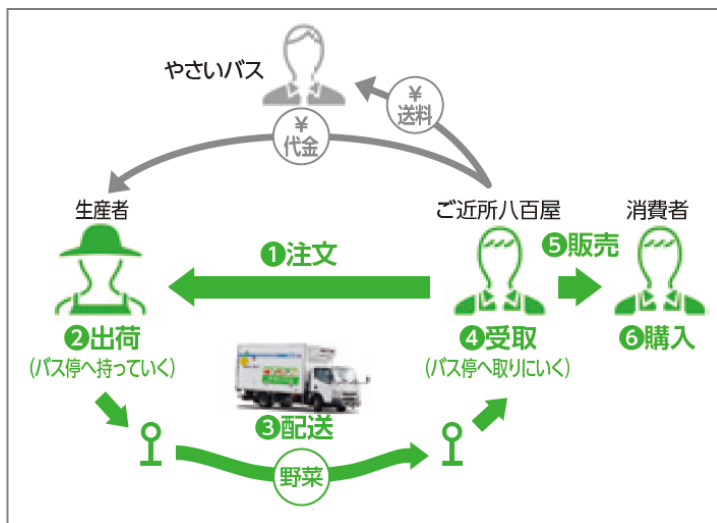 やさいバス
¥
送料
¥
代金
生産者
ご近所八百屋
消費者
❶注文
❺販売
❷出荷
(バス停へ持っていく)
❹受取
(バス停へ取りにいく)
❻購入
❸配送
野菜